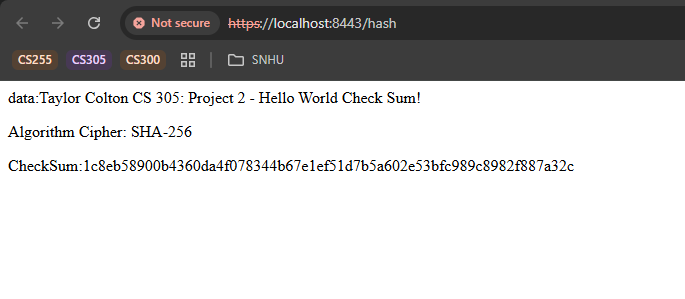 Not secure https://localhost:8443/hash
CS255 CS305 CS300 SNHU
data:Taylor Colton CS 305: Project 2 - Hello World Check Sum!
Algorithm Cipher: SHA-256
CheckSum:1c8eb58900b4360da4f078344b67e1ef51d7b5a602e53bfc989c8982f887a32c